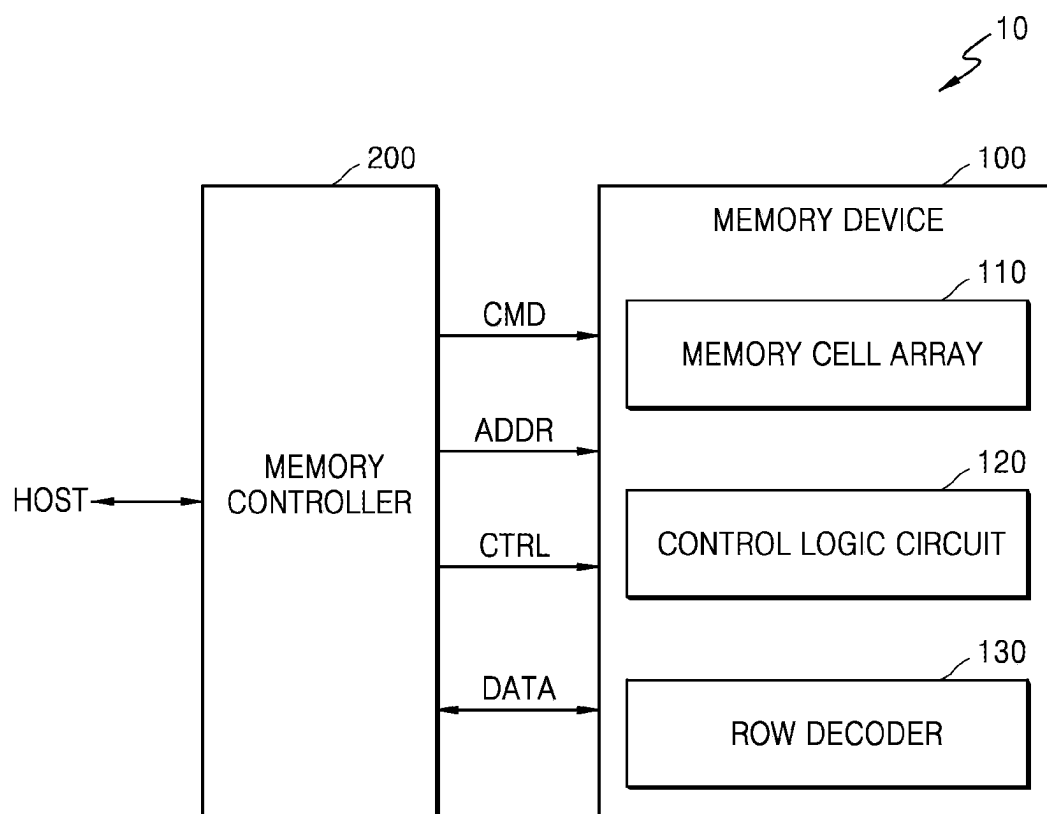 10
200
100
MEMORY DEVICE
110
CMD
MEMORY CELL ARRAY
ADDR
MEMORY
CONTROLLER
HOST
120
CONTROL LOGIC CIRCUIT
CTRL
130
DATA
ROW DECODER